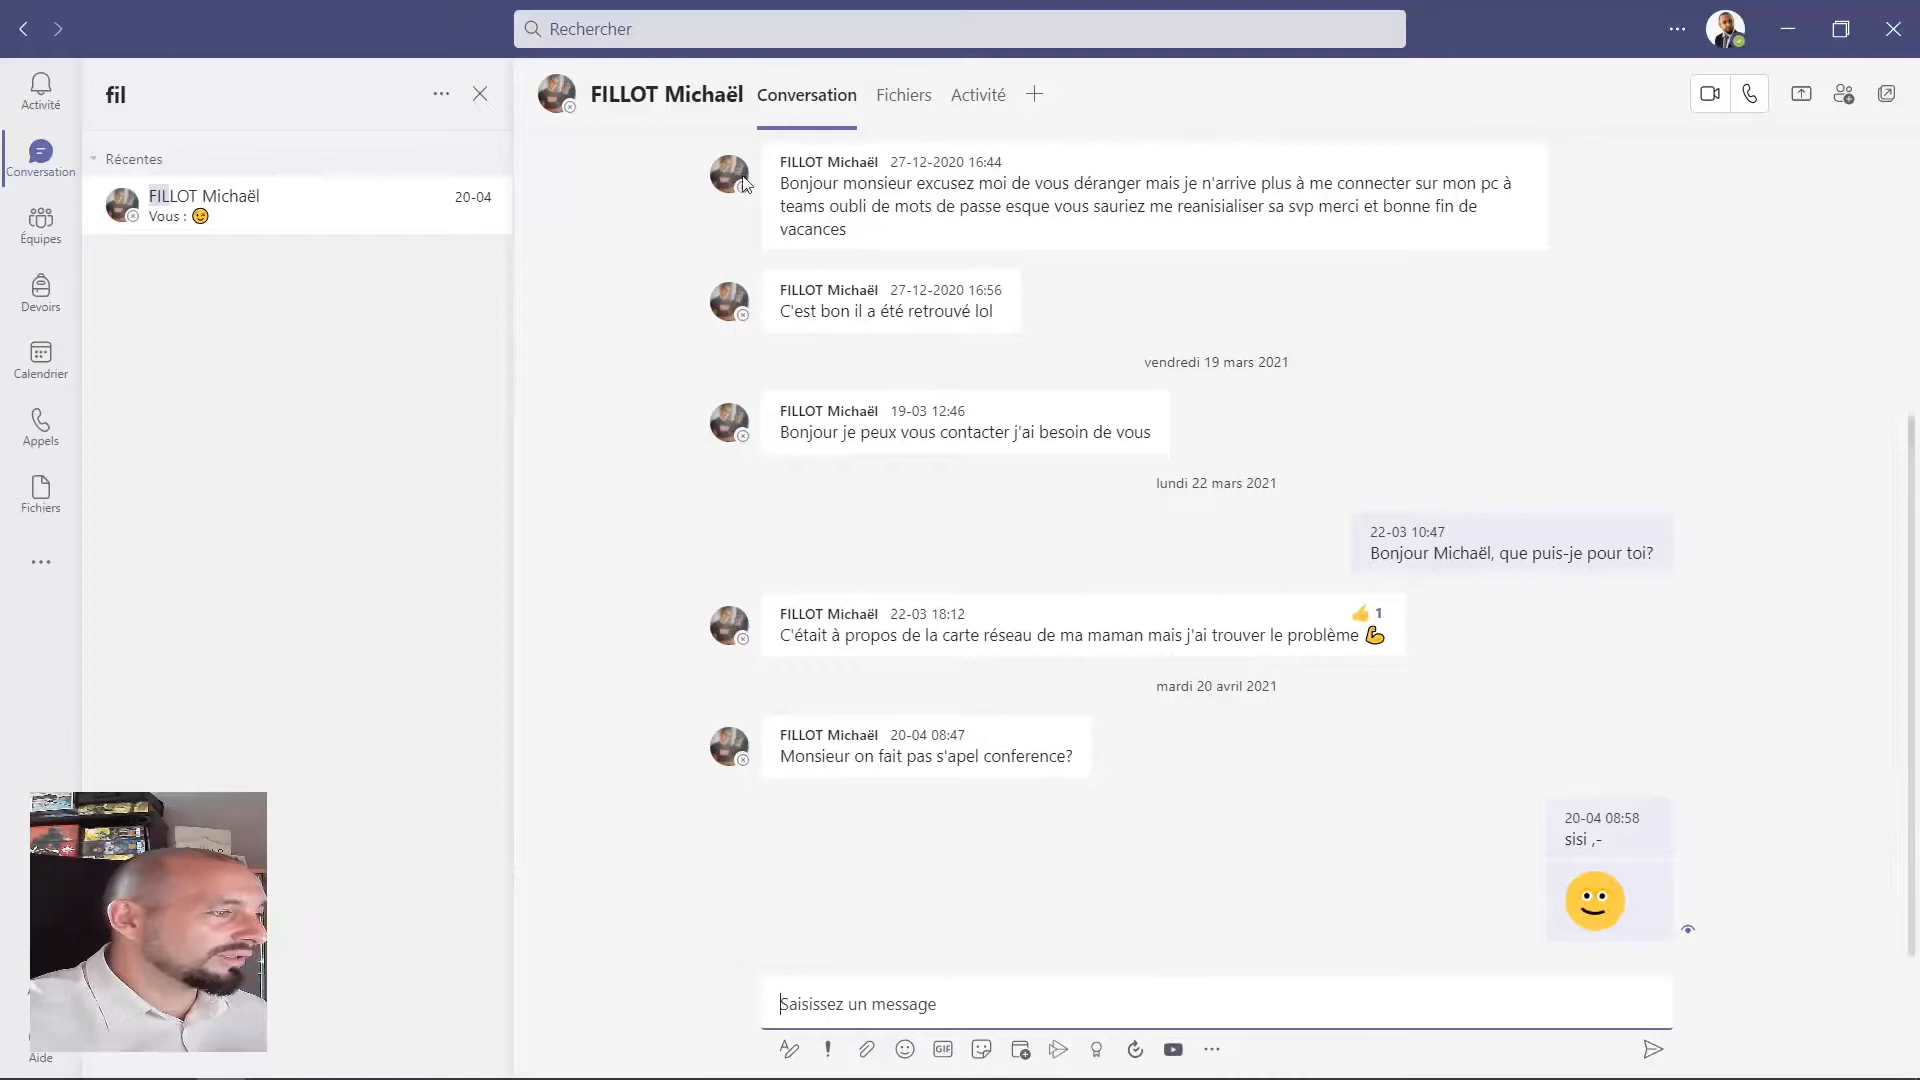 Rechercher
Activité
Conversation
Équipes
Devoirs
Calendrier
Appels
Fichiers
Aide
fil
Récentes
FILLOT Michaël 20-04
Vous : 😉
FILLOT Michaël Conversation Fichiers Activité
FILLOT Michaël 27-12-2020 16:44
Bonjour monsieur excusez moi de vous déranger mais je n'arrive plus à me connecter sur mon pc à
teams oubli de mots de passe esque vous sauriez me reanisialiser sa svp merci et bonne fin de
vacances
FILLOT Michaël 27-12-2020 16:56
C'est bon il a été retrouvé lol
vendredi 19 mars 2021
FILLOT Michaël 19-03 12:46
Bonjour je peux vous contacter j'ai besoin de vous
lundi 22 mars 2021
22-03 10:47
Bonjour Michaël, que puis-je pour toi?
FILLOT Michaël 22-03 18:12 👍 1
C'était à propos de la carte réseau de ma maman mais j'ai trouver le problème 💪
mardi 20 avril 2021
FILLOT Michaël 20-04 08:47
Monsieur on fait pas s'apel conference?
20-04 08:58
sisi ,-
Saisissez un message
GIF